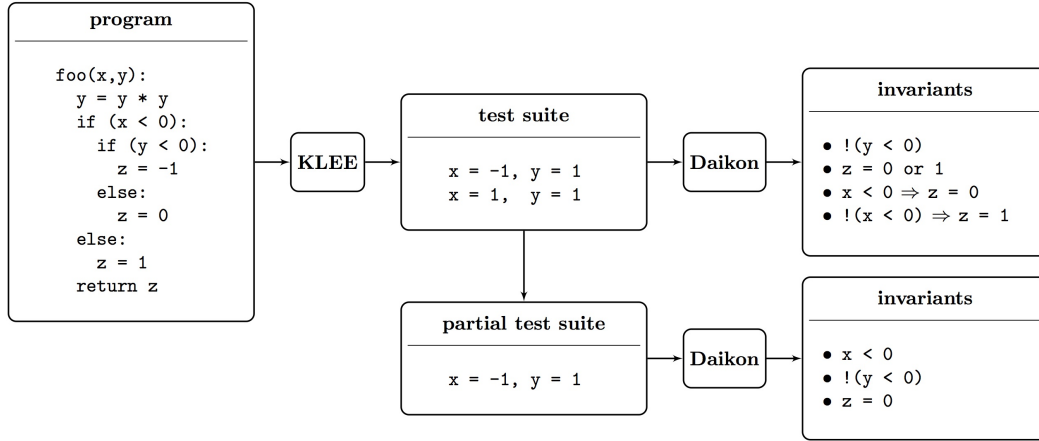 program
foo(x,y):
y = y * y
if (x < 0):
if (y < 0):
z = -1
else:
z = 0
else:
z = 1
return z
KLEE
test suite
x = -1, y = 1
x = 1,  y = 1
Daikon
invariants
• !(y < 0)
• z = 0 or 1
• x < 0 ⇒ z = 0
• !(x < 0) ⇒ z = 1
partial test suite
x = -1, y = 1
Daikon
invariants
• x < 0
• !(y < 0)
• z = 0